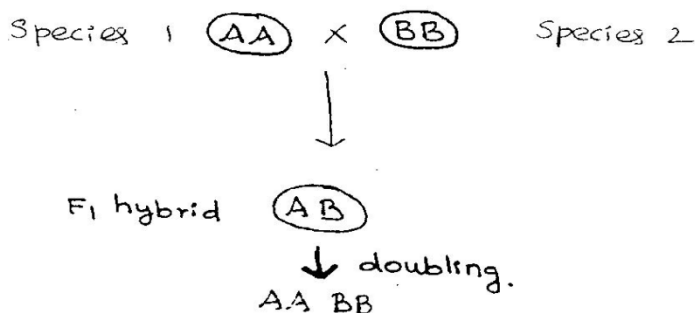 Species 1 AA × BB Species 2
F1 hybrid AB
doubling.
AA BB